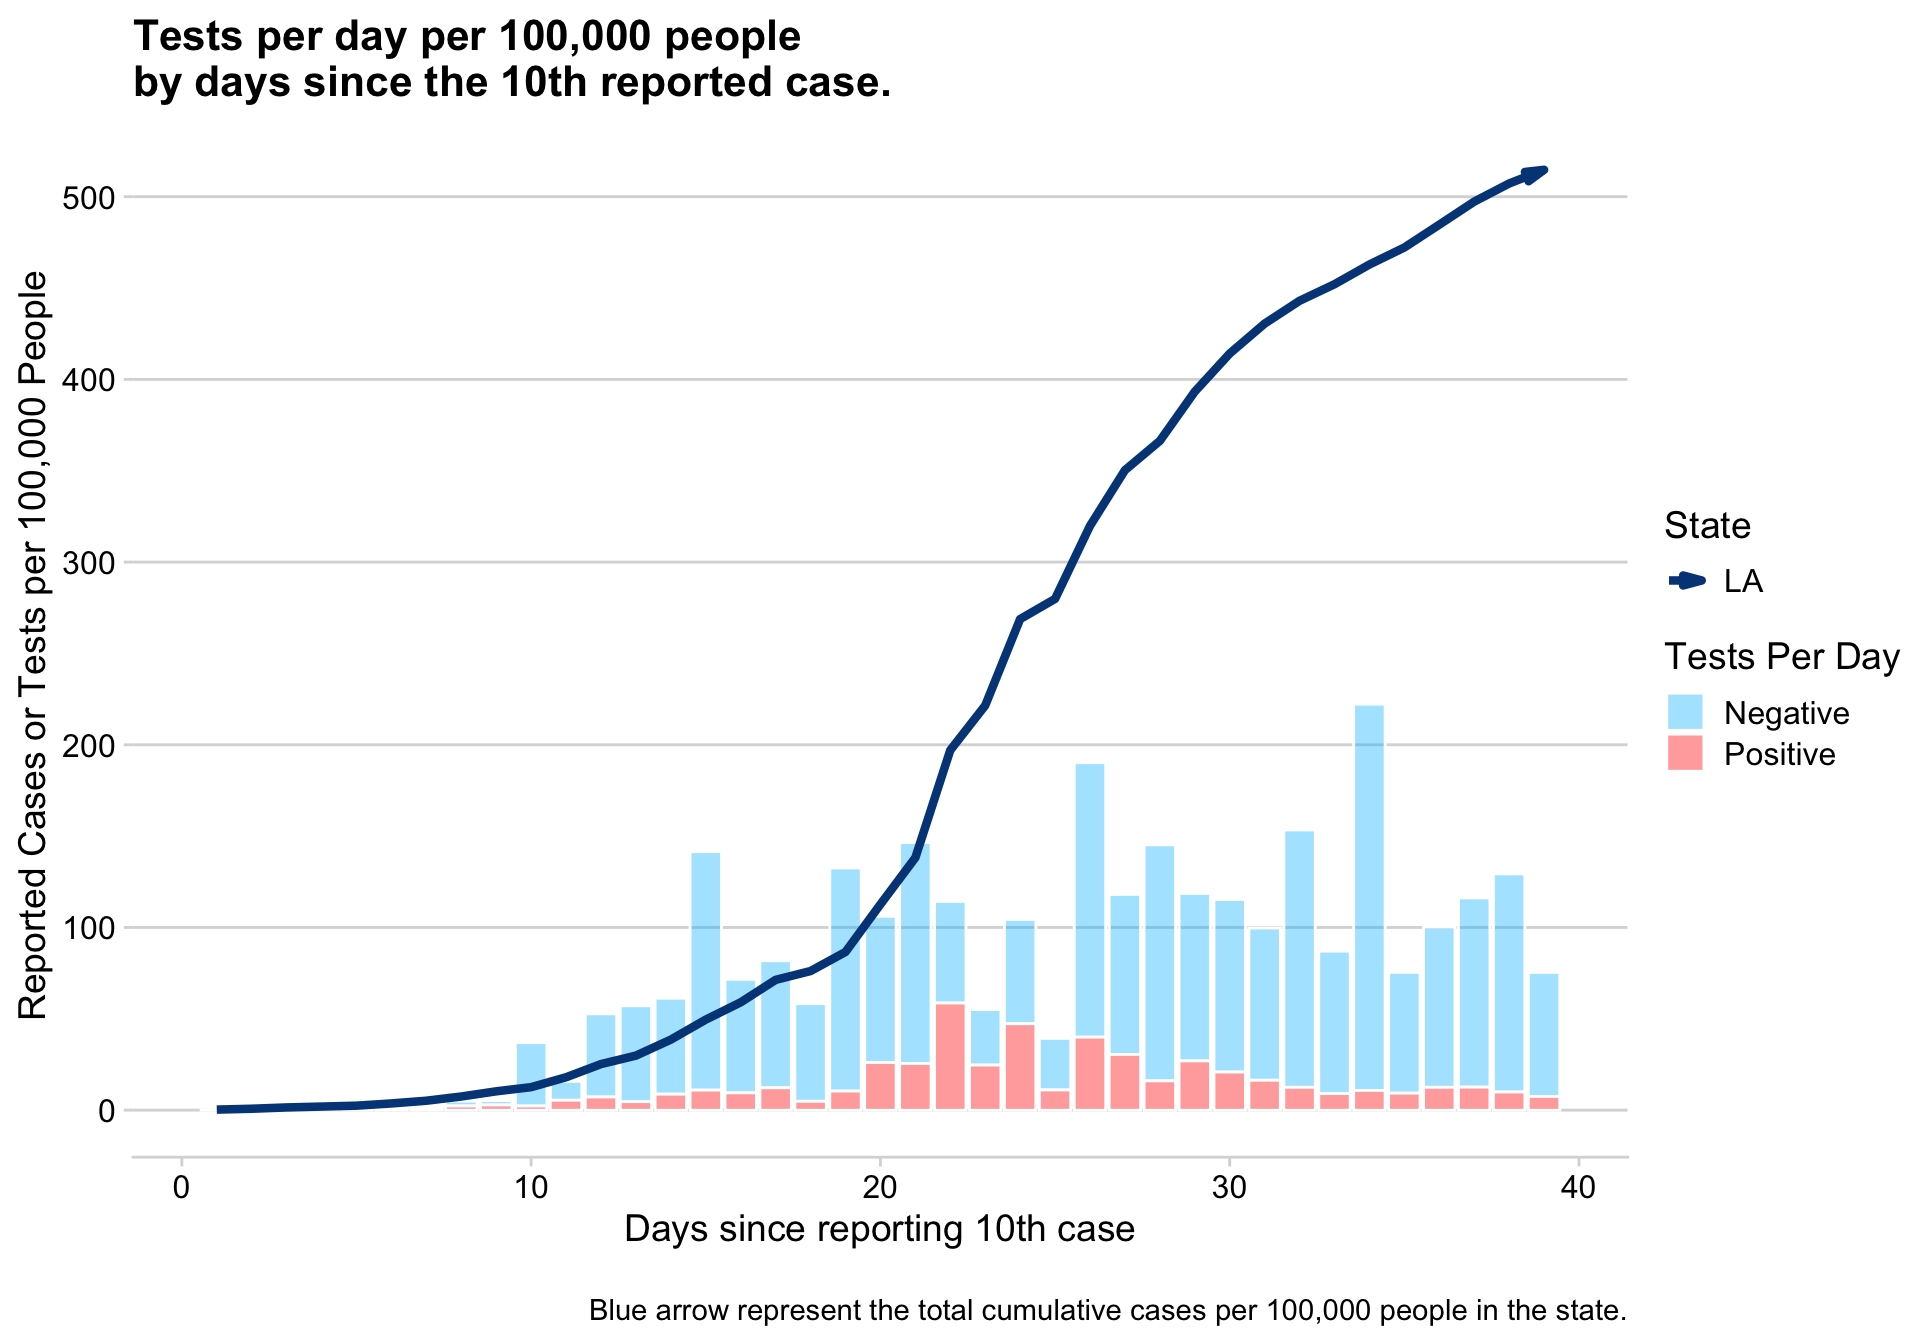 Tests per day per 100,000 people
by days since the 10th reported case.
Reported Cases or Tests per 100,000 People
500
400
300
200
100
0
0
10
20
30
40
Days since reporting 10th case
State
LA
Tests Per Day
Negative
Positive
Blue arrow represent the total cumulative cases per 100,000 people in the state.